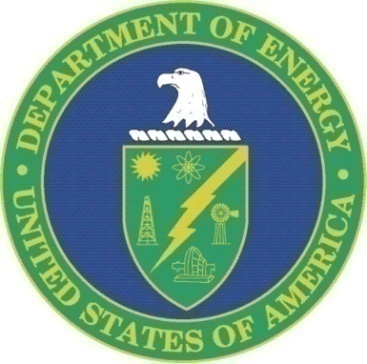 DEPARTMENT OF ENERGY
UNITED STATES OF AMERICA